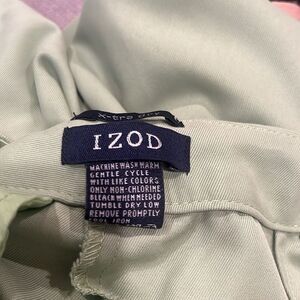 X-tra
IZOD
MACHINE WASH WARM
GENTLE CYCLE
WITH LIKE COLORS
ONLY NON-CHLORINE
BLEACH WHEN NEEDED
TUMBLE DRY LOW
REMOVE PROMPTLY
COOL IRON